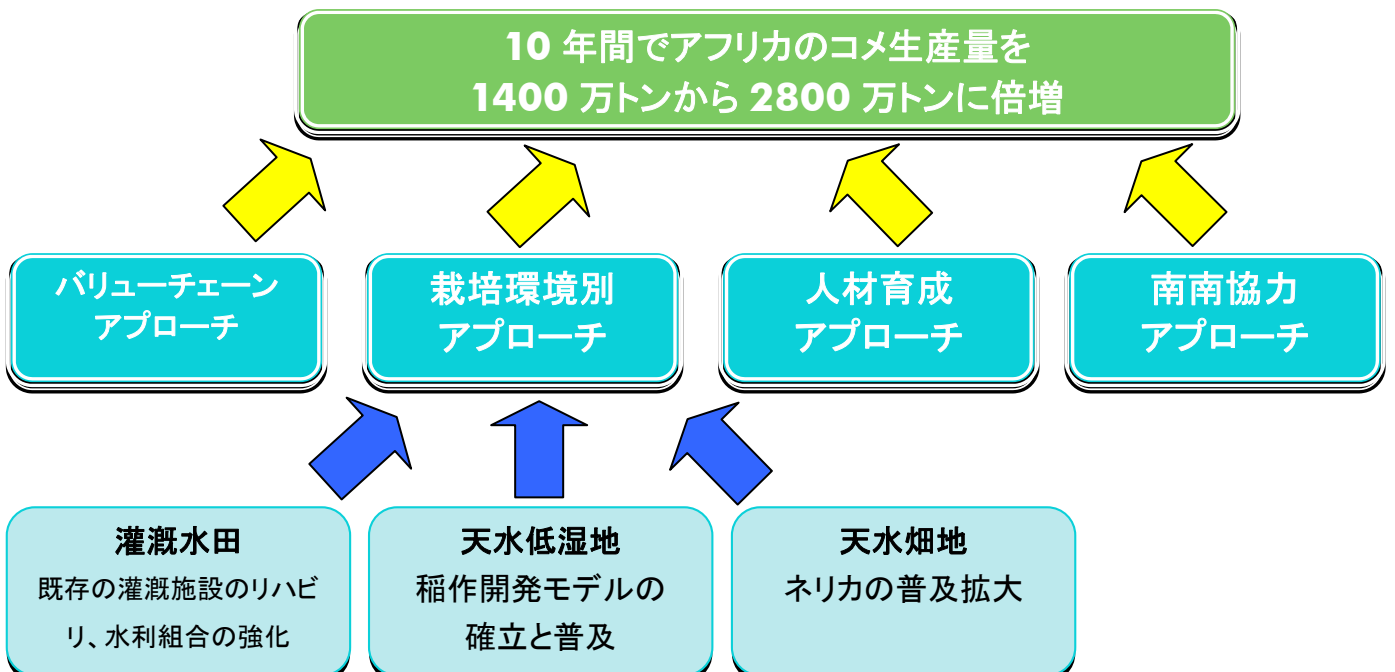 10 年間でアフリカのコメ生産量を
1400 万トンから 2800 万トンに倍増
バリューチェーン
アプローチ
栽培環境別
アプローチ
人材育成
アプローチ
南南協力
アプローチ
灌漑水田
既存の灌漑施設のリハビ
リ、水利組合の強化
天水低湿地
稲作開発モデルの
確立と普及
天水畑地
ネリカの普及拡大